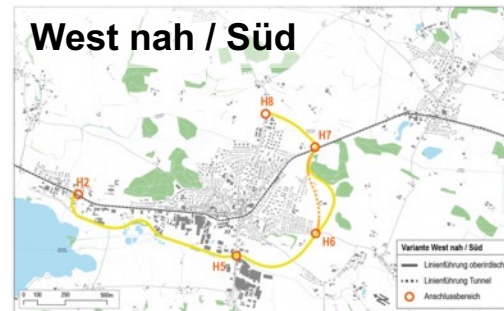 West nah / Süd
H8
H7
H2
H5
H6
Variante West nah / Süd
Linienführung oberirdisch
Linienführung Tunnel
Anschlussbereich
0 100 250 500m